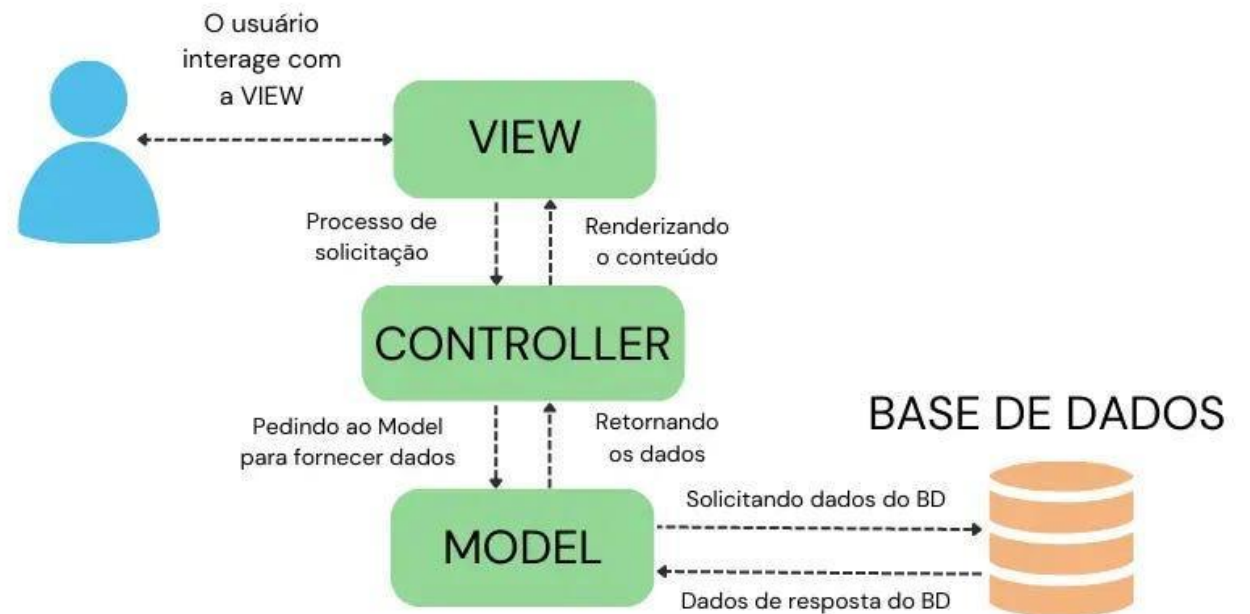 O usuário
interage com
a VIEW
VIEW
Processo de
solicitação
Renderizando
o conteúdo
CONTROLLER
Pedindo ao Model
para fornecer dados
Retornando
os dados
BASE DE DADOS
MODEL
Solicitando dados do BD
Dados de resposta do BD